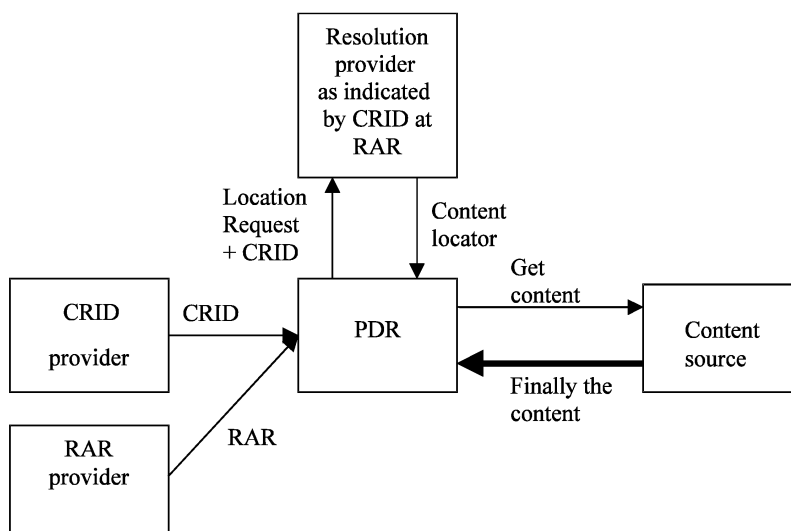 Resolution
provider
as indicated
by CRID at
RAR
Location
Request
+ CRID
Content
locator
Get
content
CRID
provider
CRID
PDR
Content
source
Finally the
content
RAR
RAR
provider